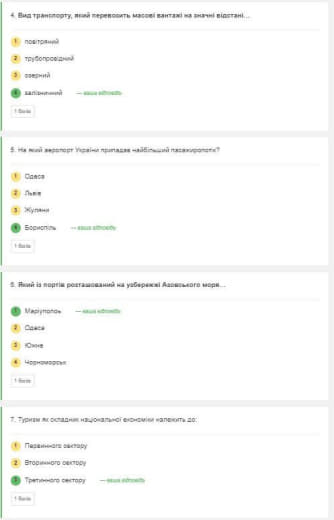 4. Вид транспорту, який перевозить масові вантажі на значні відстані...
1 повітряний
2 трубопровідний
3 озерний
4 залізничний — ваша відповідь
1 бала
5. На який аеропорт України припадає найбільший пасажиропотік?
1 Одеса
2 Львів
3 Жуляни
4 Бориспіль — ваша відповідь
1 бала
6. Який із портів розташований на узбережжі Азовського моря...
1 Маріуполь — ваша відповідь
2 Одеса
3 Южне
4 Чорноморськ
1 бала
7. Туризм як складник національної економіки належить до:
1 Первинного сектору
2 Вторинного сектору
3 Третинного сектору — ваша відповідь
1 бала